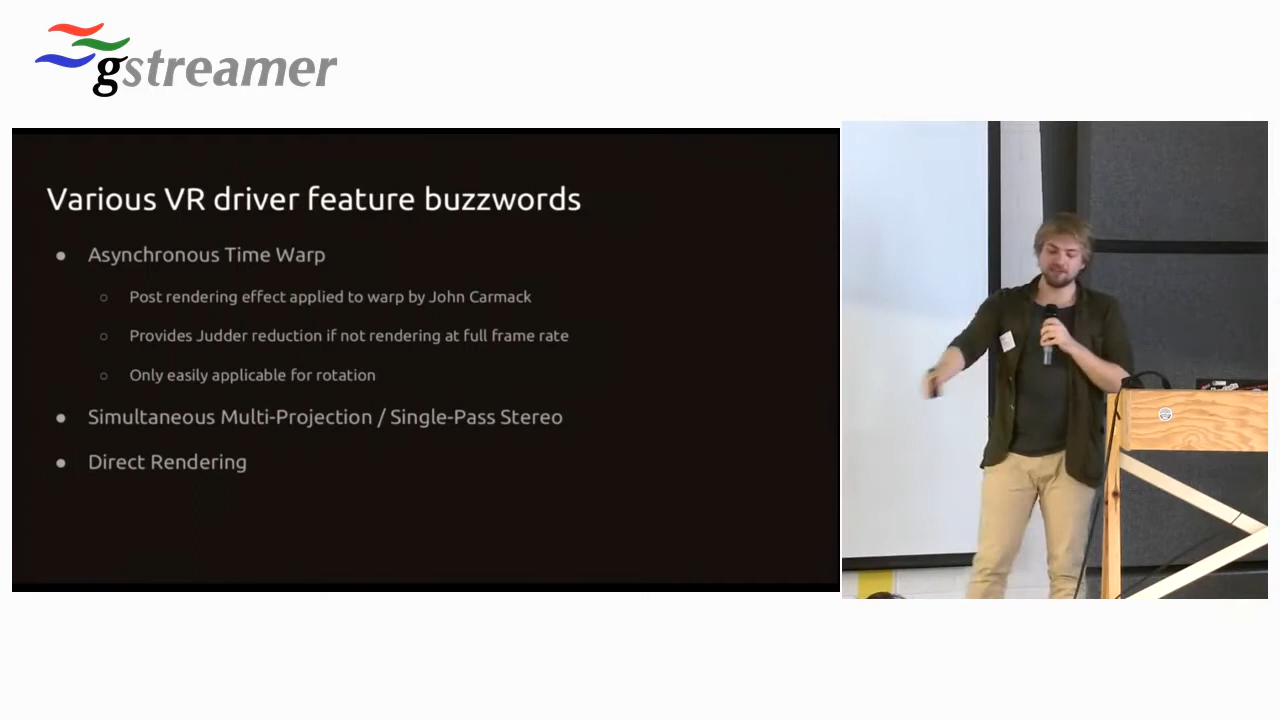 gstreamer
Various VR driver feature buzzwords
● Asynchronous Time Warp
○ Post rendering effect applied to warp by John Carmack
○ Provides Judder reduction if not rendering at full frame rate
○ Only easily applicable for rotation
● Simultaneous Multi-Projection / Single-Pass Stereo
● Direct Rendering